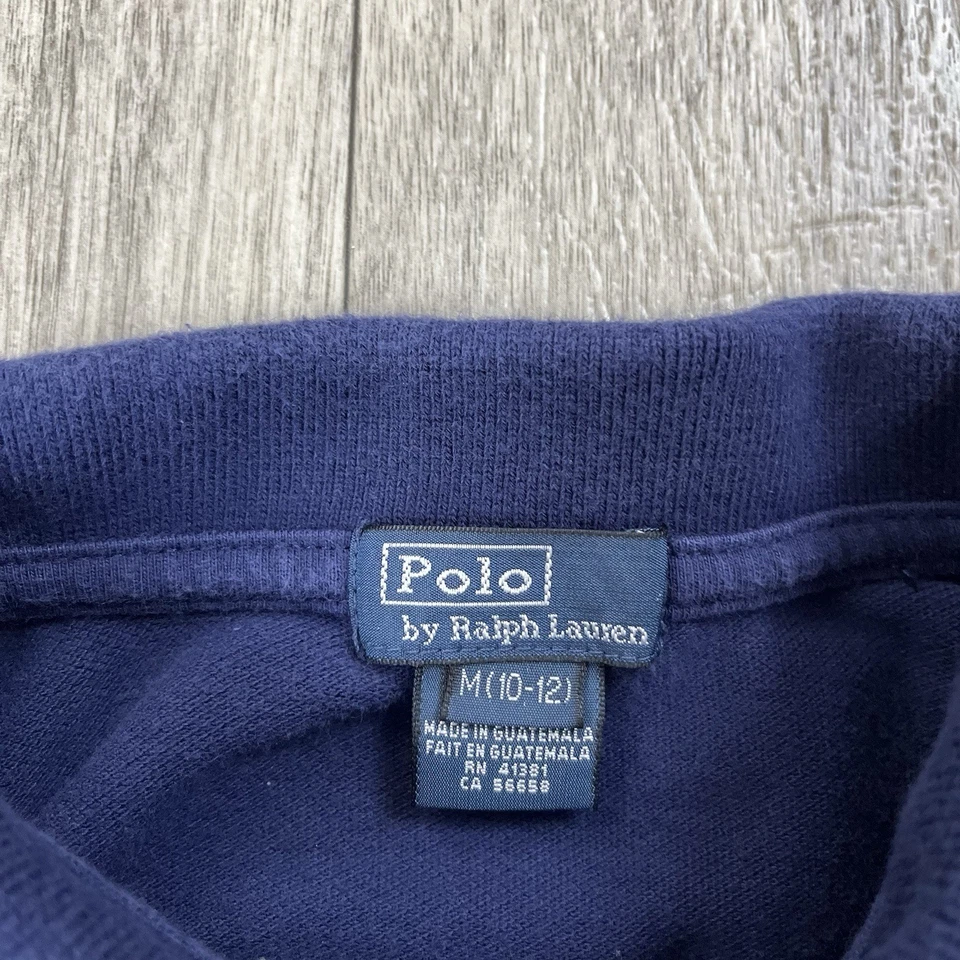 Polo
by Ralph Lauren
M(10-12)
MADE IN GUATEMALA
FAIT EN GUATEMALA
RN 41381
CA 56658